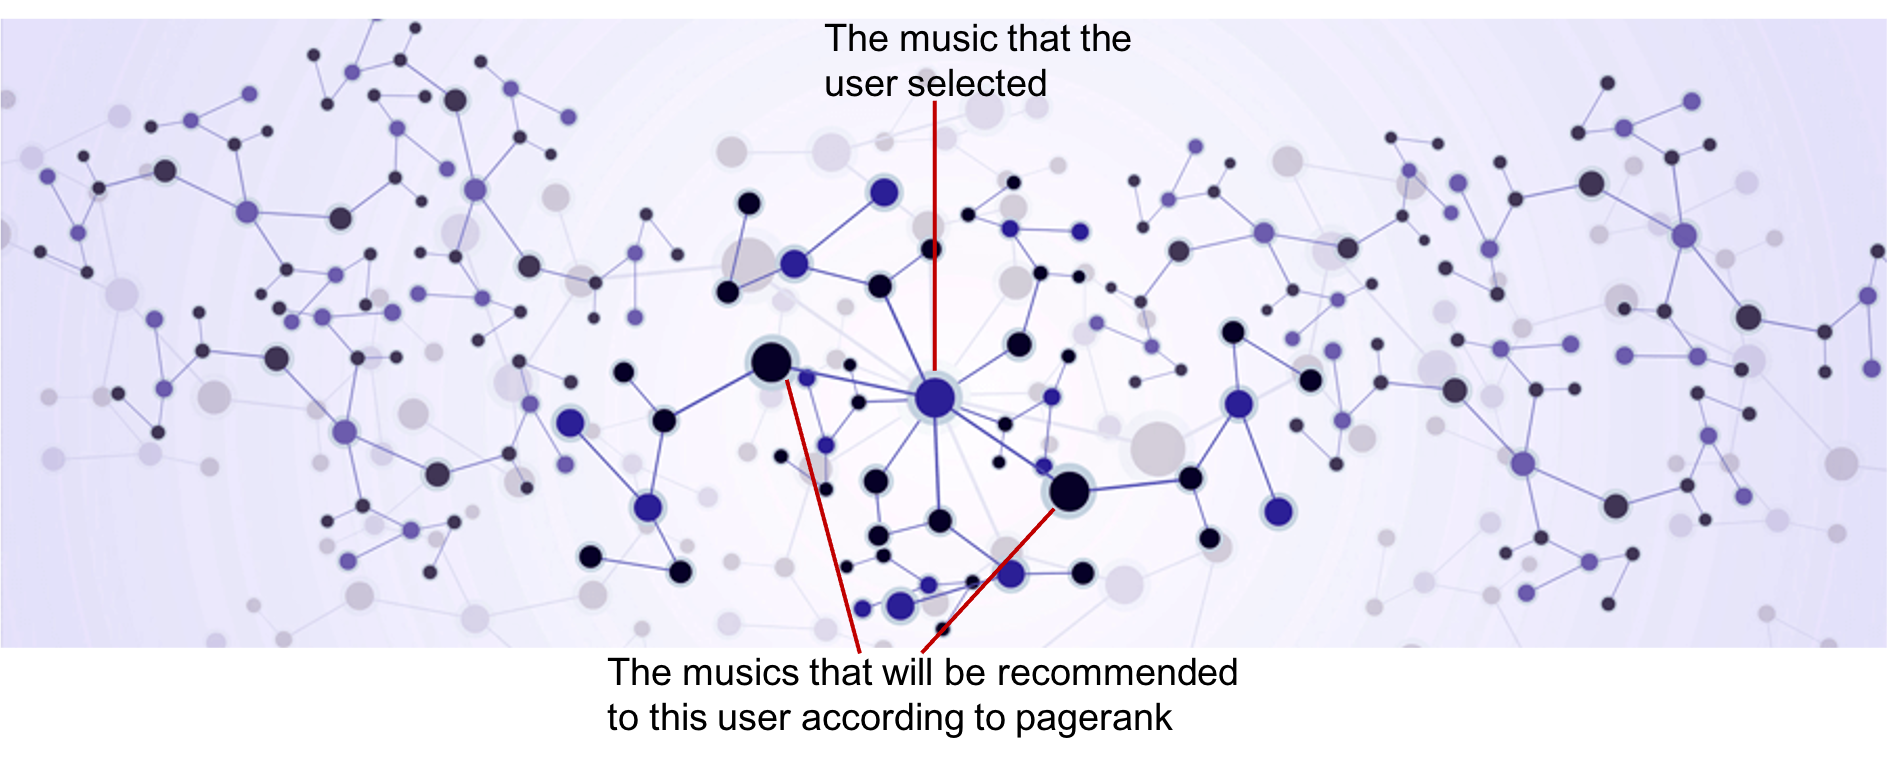 The music that the
user selected
The musics that will be recommended
to this user according to pagerank